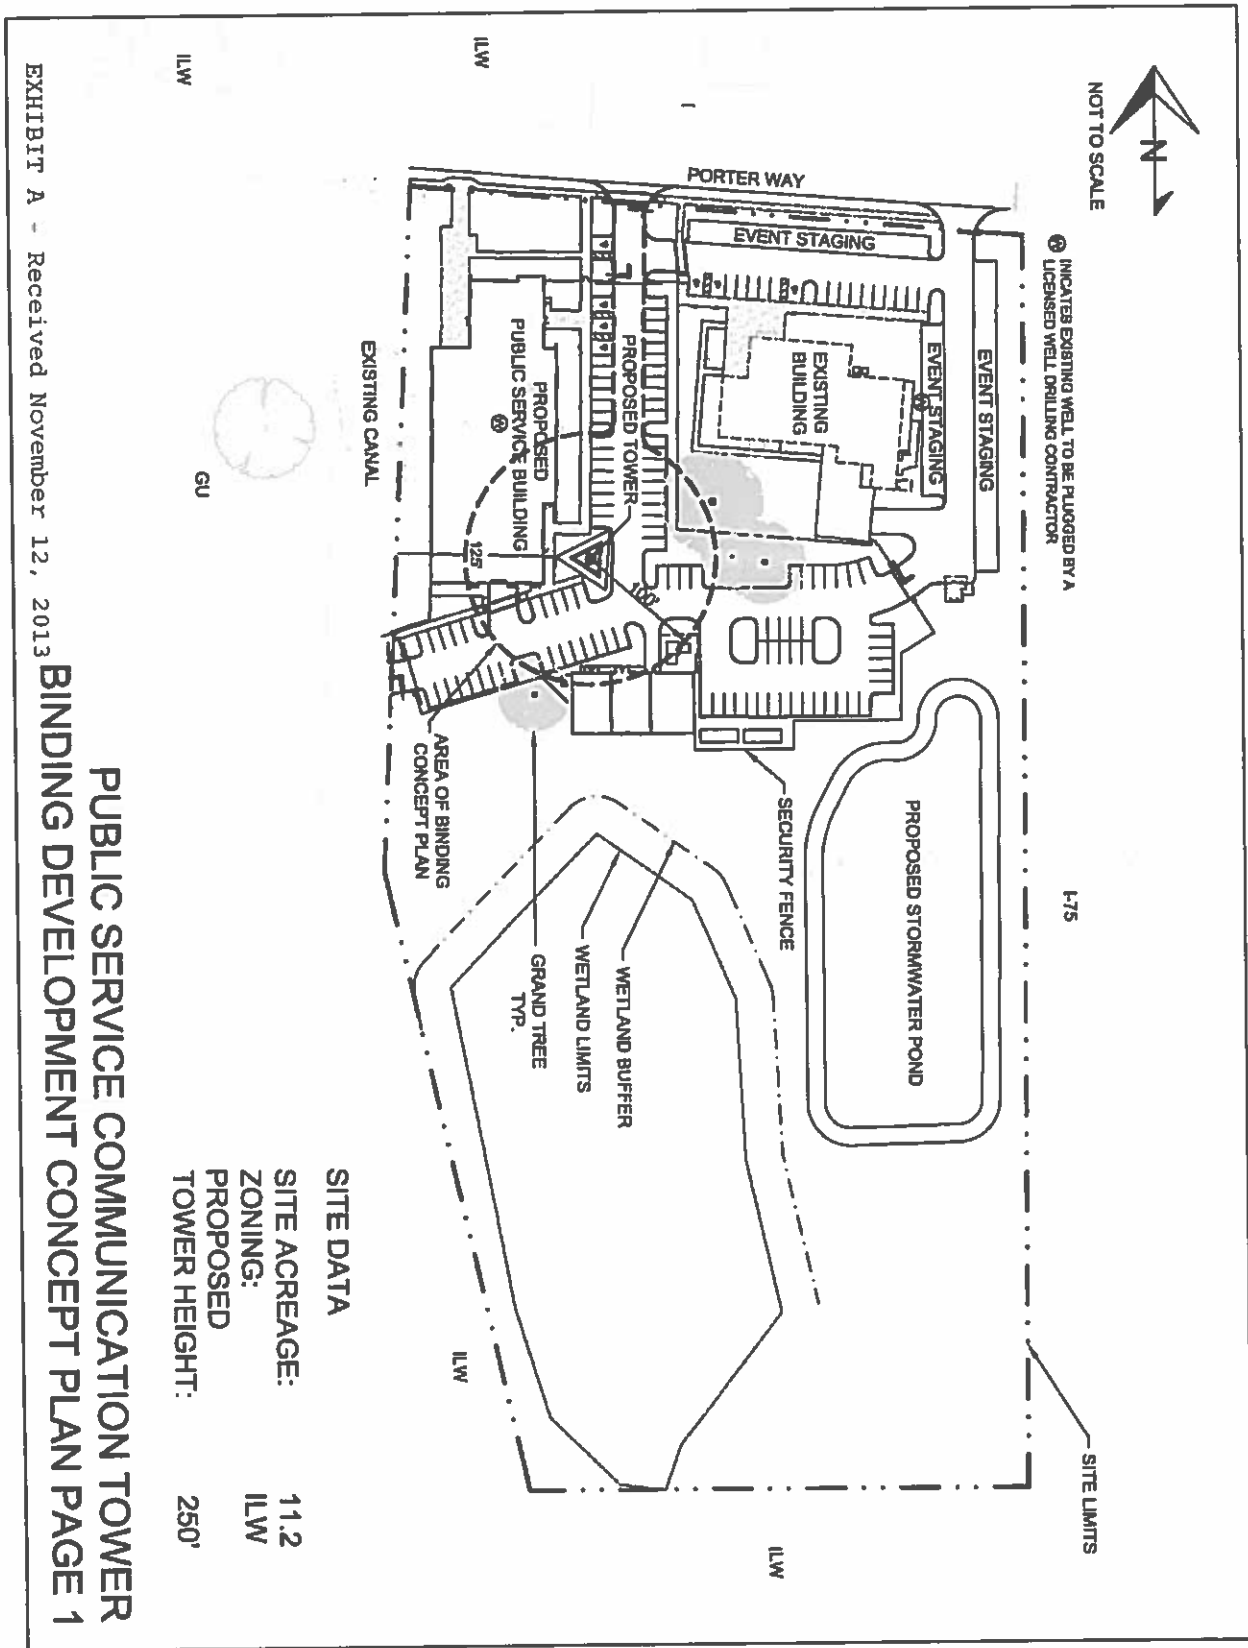 N
NOT TO SCALE
W INICATES EXISTING WELL TO BE PLUGGED BY A
LICENSED WELL DRILLING CONTRACTOR
I-75
SITE LIMITS
PORTER WAY
EVENT STAGING
EVENT STAGING
EVENT STAGING
EXISTING
BUILDING
W
PROPOSED STORMWATER POND
SECURITY FENCE
PROPOSED TOWER
PROPOSED
PUBLIC SERVICE BUILDING
W
125'
100'
AREA OF BINDING
CONCEPT PLAN
WETLAND BUFFER
WETLAND LIMITS
GRAND TREE
TYP.
EXISTING CANAL
I
ILW
ILW
GU
ILW
ILW
SITE DATA
SITE ACREAGE: 11.2
ZONING: ILW
PROPOSED
TOWER HEIGHT: 250'
PUBLIC SERVICE COMMUNICATION TOWER
BINDING DEVELOPMENT CONCEPT PLAN PAGE 1
EXHIBIT A - Received November 12, 2013